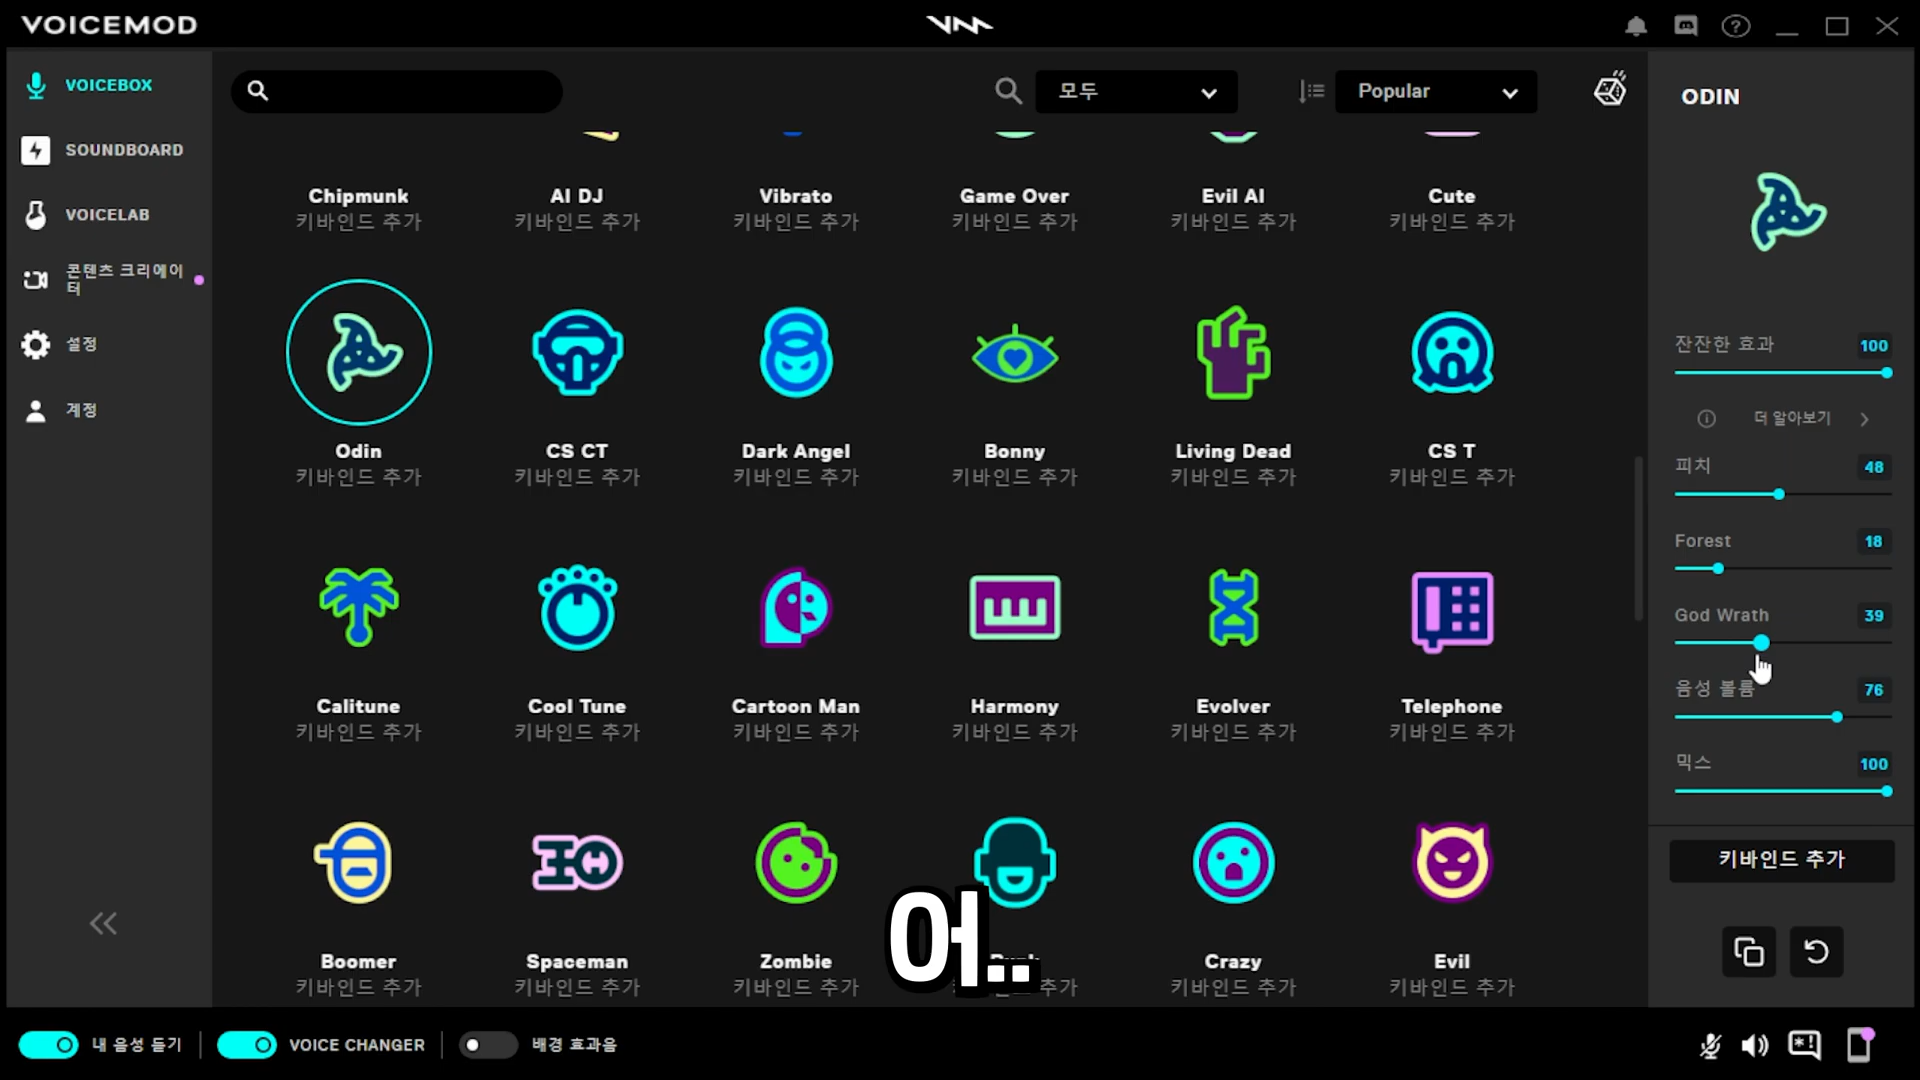 VOICEMOD
VOICEBOX
SOUNDBOARD
VOICELAB
콘텐츠 크리에이
터
설정
계정
모두
Popular
Chipmunk
키바인드 추가
AI DJ
키바인드 추가
Vibrato
키바인드 추가
Game Over
키바인드 추가
Evil AI
키바인드 추가
Cute
키바인드 추가
Odin
키바인드 추가
CS CT
키바인드 추가
Dark Angel
키바인드 추가
Bonny
키바인드 추가
Living Dead
키바인드 추가
CS T
키바인드 추가
Calitune
키바인드 추가
Cool Tune
키바인드 추가
Cartoon Man
키바인드 추가
Harmony
키바인드 추가
Evolver
키바인드 추가
Telephone
키바인드 추가
Boomer
키바인드 추가
Spaceman
키바인드 추가
Zombie
키바인드 추가
추가
Crazy
키바인드 추가
Evil
키바인드 추가
어..
ODIN
잔잔한 효과 100
더 알아보기
피치 48
Forest 18
God Wrath 39
음성 볼륨 76
믹스 100
키바인드 추가
내 음성 듣기
VOICE CHANGER
배경 효과음